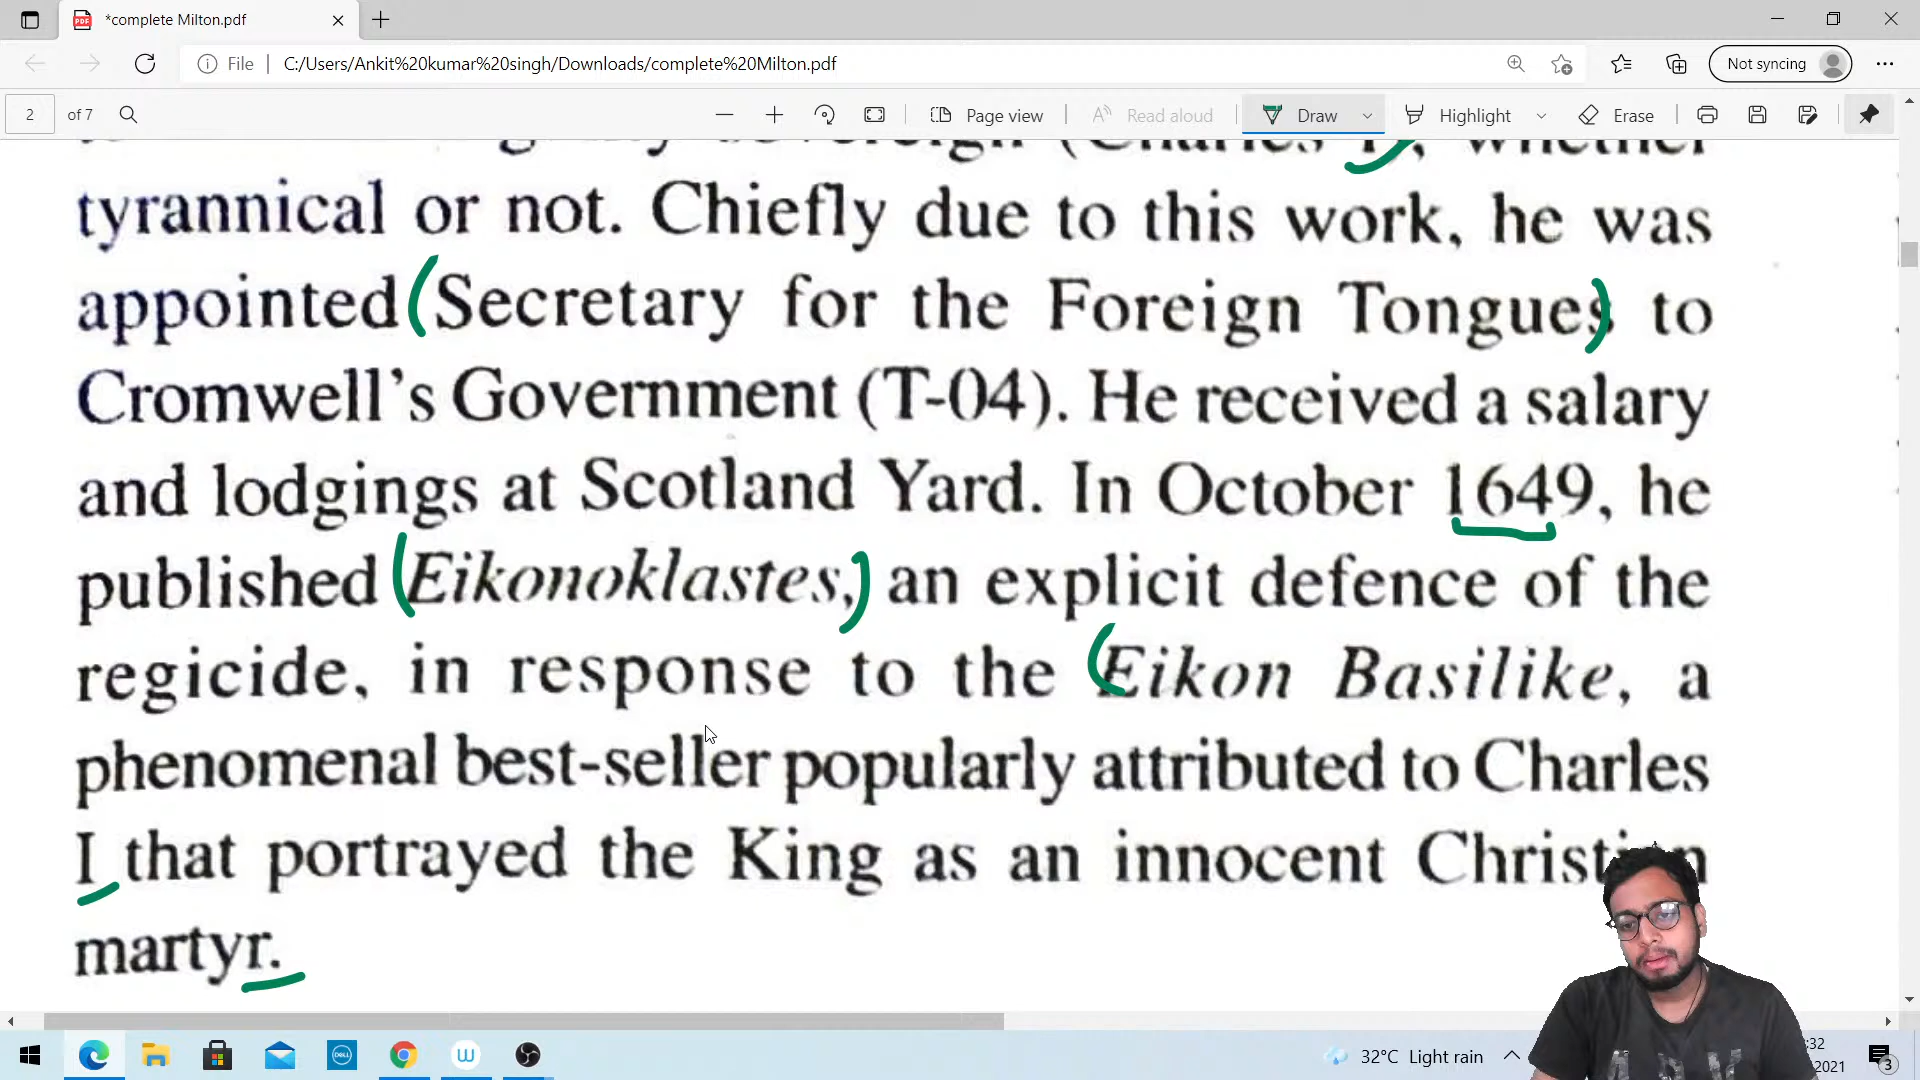 *complete Milton.pdf
File | C:/Users/Ankit%20kumar%20singh/Downloads/complete%20Milton.pdf
Not syncing
2 of 7
Page view
Read aloud
Draw
Highlight
Erase
tyrannical or not. Chiefly due to this work, he was
appointed (Secretary for the Foreign Tongues) to
Cromwell's Government (T-04). He received a salary
and lodgings at Scotland Yard. In October 1649, he
published (Eikonoklastes,) an explicit defence of the
regicide, in response to the (Eikon Basilike, a
phenomenal best-seller popularly attributed to Charles
I that portrayed the King as an innocent Christian
martyr.
32°C Light rain
:32
2021
3